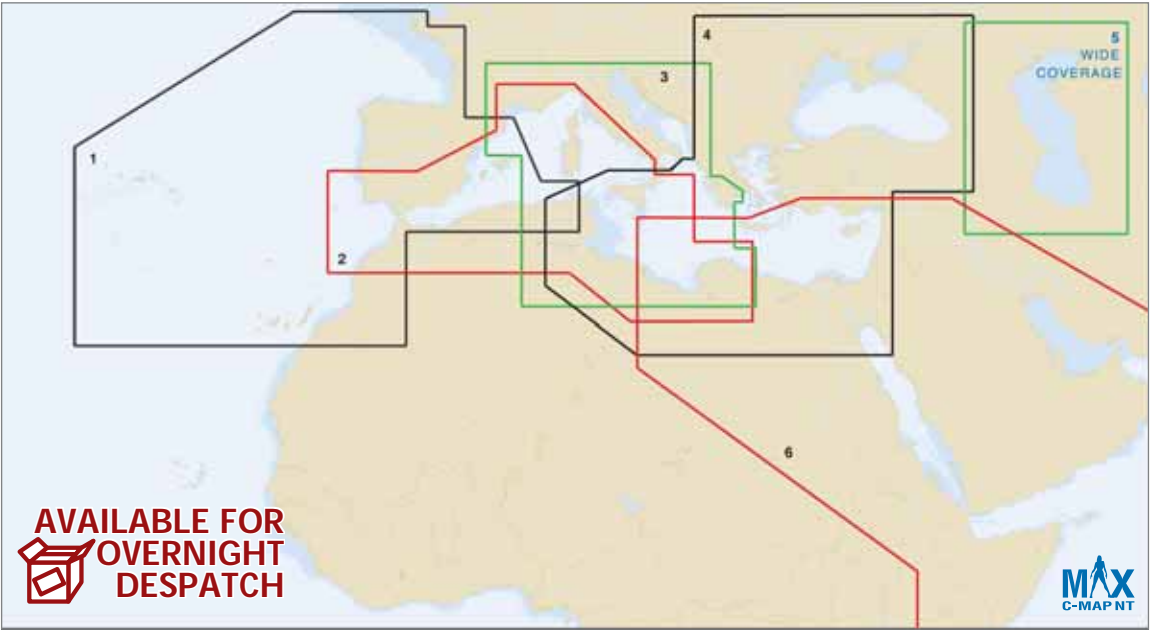 4
5
WIDE
COVERAGE
3
1
2
6
AVAILABLE FOR
OVERNIGHT
DESPATCH
MAX
C-MAP NT